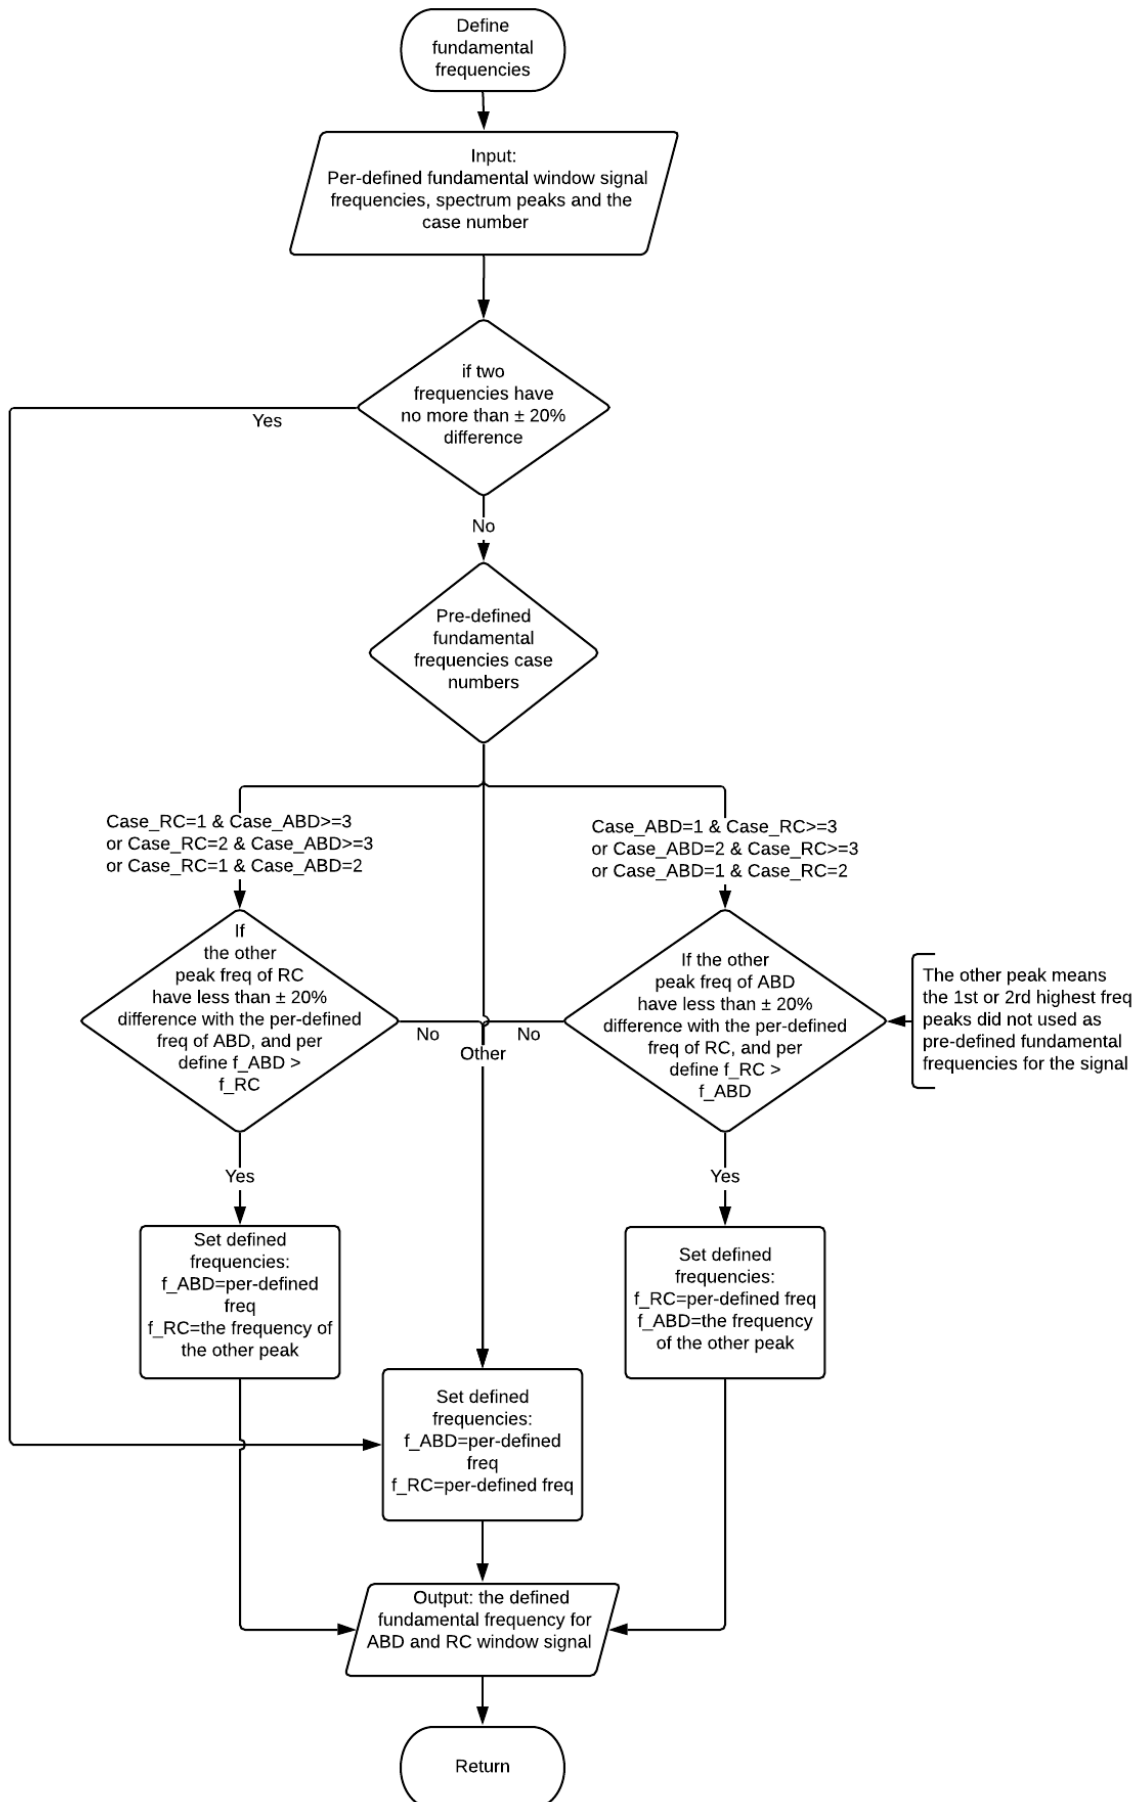 Define
fundamental
frequencies
Input:
Per-defined fundamental window signal
frequencies, spectrum peaks and the
case number
if two
frequencies have
no more than ± 20%
difference
Yes
No
Pre-defined
fundamental
frequencies case
numbers
Case_RC=1 & Case_ABD>=3
or Case_RC=2 & Case_ABD>=3
or Case_RC=1 & Case_ABD=2
Case_ABD=1 & Case_RC>=3
or Case_ABD=2 & Case_RC>=3
or Case_ABD=1 & Case_RC=2
If
the other
peak freq of RC
have less than ± 20%
difference with the per-defined
freq of ABD, and per
define f_ABD >
f_RC
No
Other
No
If the other
peak freq of ABD
have less than ± 20%
difference with the per-defined
freq of RC, and per
define f_RC >
f_ABD
The other peak means
the 1st or 2rd highest freq
peaks did not used as
pre-defined fundamental
frequencies for the signal
Yes
Yes
Set defined
frequencies:
f_ABD=per-defined
freq
f_RC=the frequency of
the other peak
Set defined
frequencies:
f_RC=per-defined freq
f_ABD=the frequency
of the other peak
Set defined
frequencies:
f_ABD=per-defined
freq
f_RC=per-defined freq
Output: the defined
fundamental frequency for
ABD and RC window signal
Return